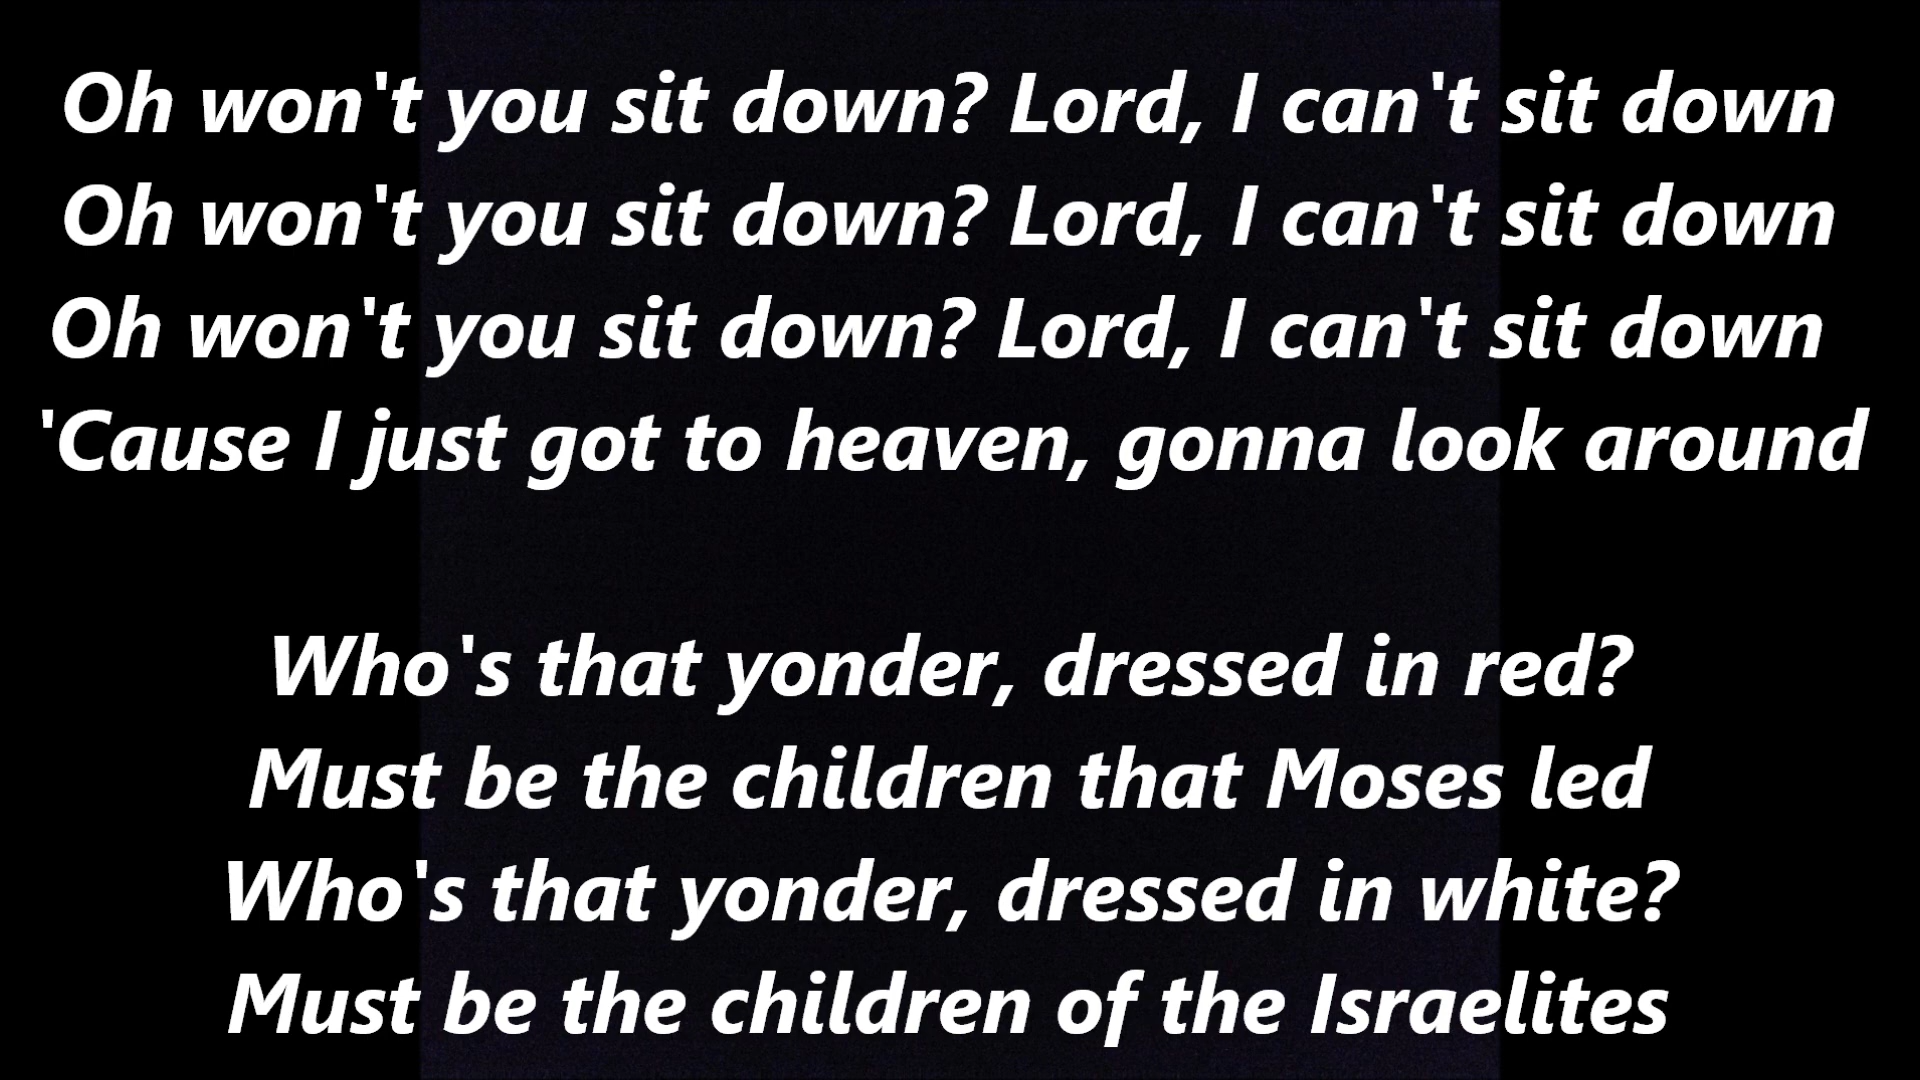 Oh won't you sit down? Lord, I can't sit down
Oh won't you sit down? Lord, I can't sit down
Oh won't you sit down? Lord, I can't sit down
'Cause I just got to heaven, gonna look around
Who's that yonder, dressed in red?
Must be the children that Moses led
Who's that yonder, dressed in white?
Must be the children of the Israelites